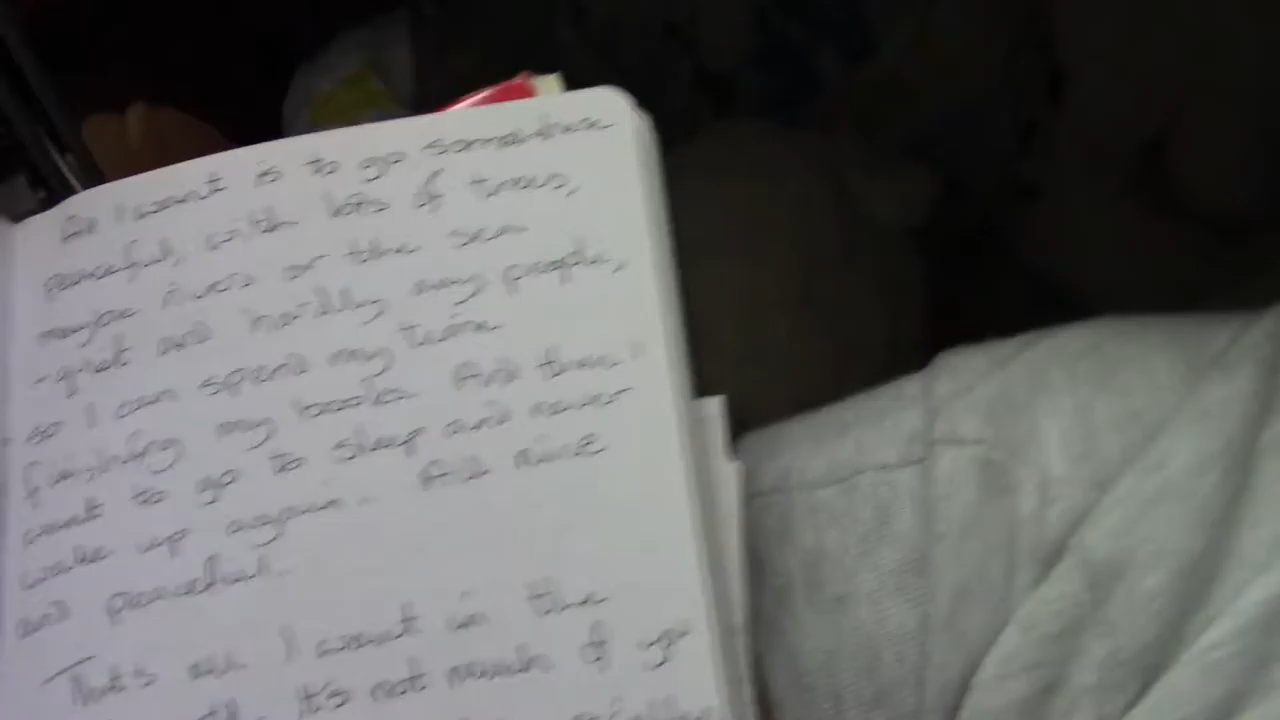 All I want is to go somewhere
peaceful, with lots of trees,
maybe rivers or the sea
- quiet and hardly any people,
so I can spend my time
finishing my books. And then I
want to go to sleep and never
wake up again. All nice
and peaceful.
That's all I want in the
It's not much of